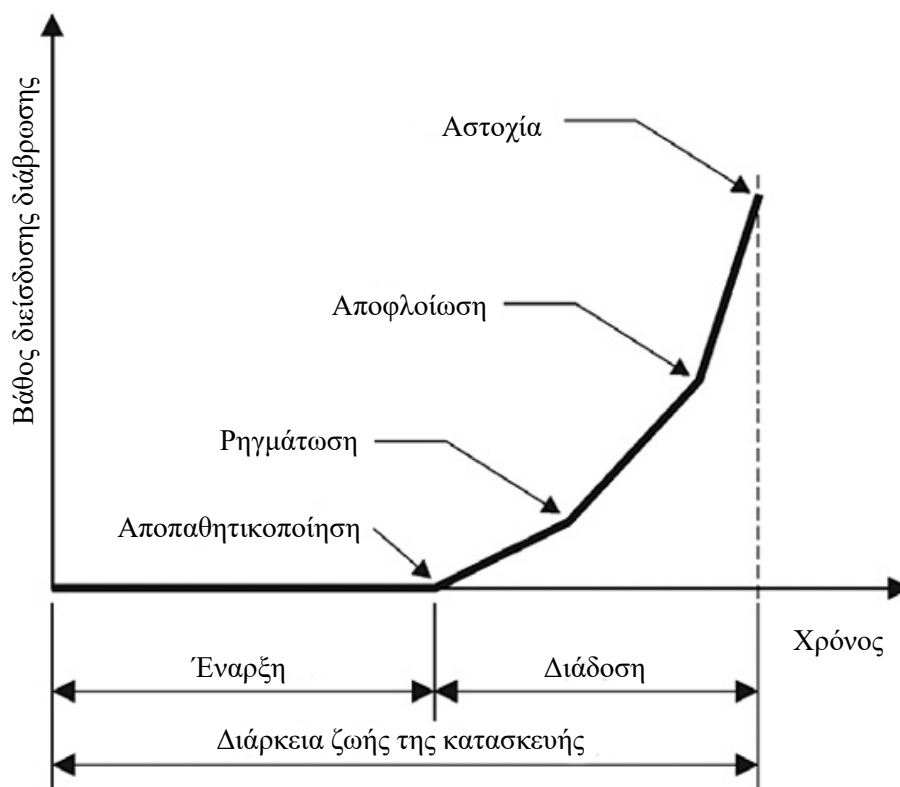 Βάθος διείσδυσης διάβρωσης
Αστοχία
Αποφλοίωση
Ρηγμάτωση
Αποπαθητικοποίηση
Χρόνος
Έναρξη
Διάδοση
Διάρκεια ζωής της κατασκευής